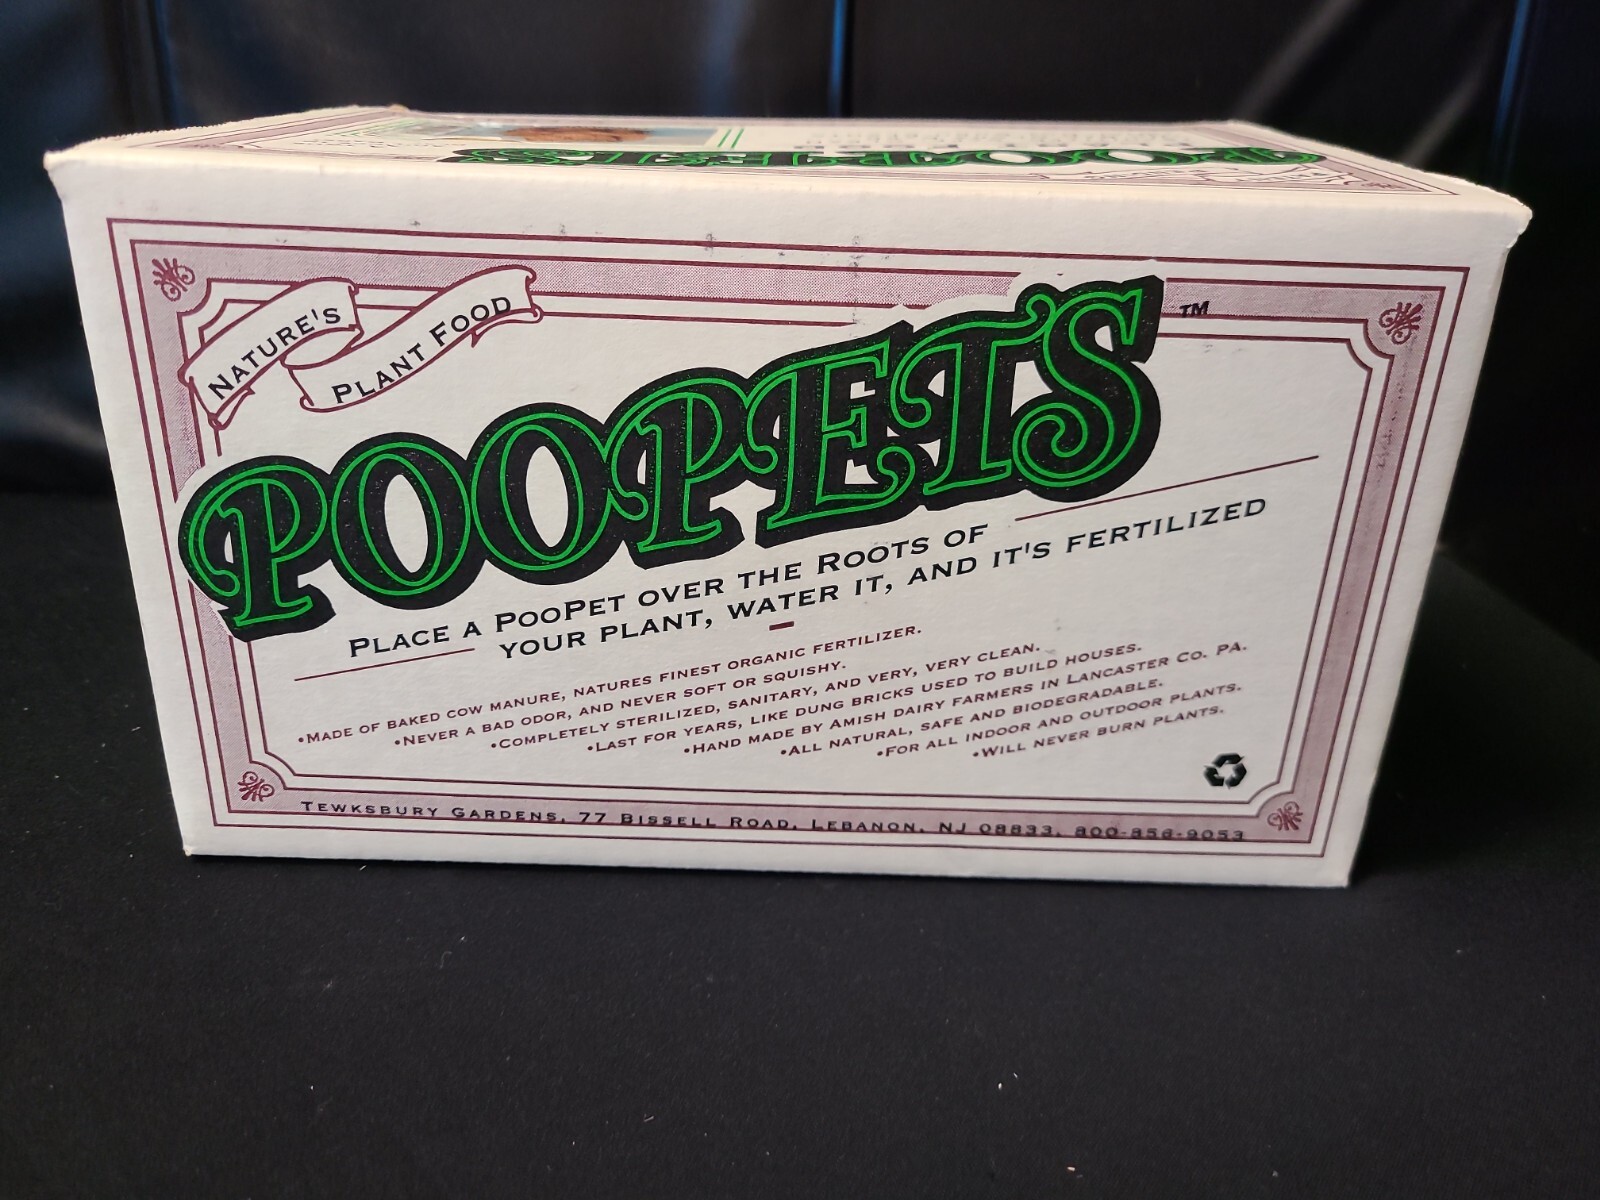 POOPETS
NATURE'S
PLANT FOOD
POOPETS™
PLACE A POOPET OVER THE ROOTS OF
YOUR PLANT, WATER IT, AND IT'S FERTILIZED
•MADE OF BAKED COW MANURE, NATURES FINEST ORGANIC FERTILIZER.
•NEVER A BAD ODOR, AND NEVER SOFT OR SQUISHY.
•COMPLETELY STERILIZED, SANITARY, AND VERY, VERY CLEAN.
•LAST FOR YEARS, LIKE DUNG BRICKS USED TO BUILD HOUSES.
•HAND MADE BY AMISH DAIRY FARMERS IN LANCASTER CO. PA.
•ALL NATURAL, SAFE AND BIODEGRADABLE.
•FOR ALL INDOOR AND OUTDOOR PLANTS.
•WILL NEVER BURN PLANTS.
TEWKSBURY GARDENS, 77 BISSELL ROAD, LEBANON, NJ 08833, 800-856-9053